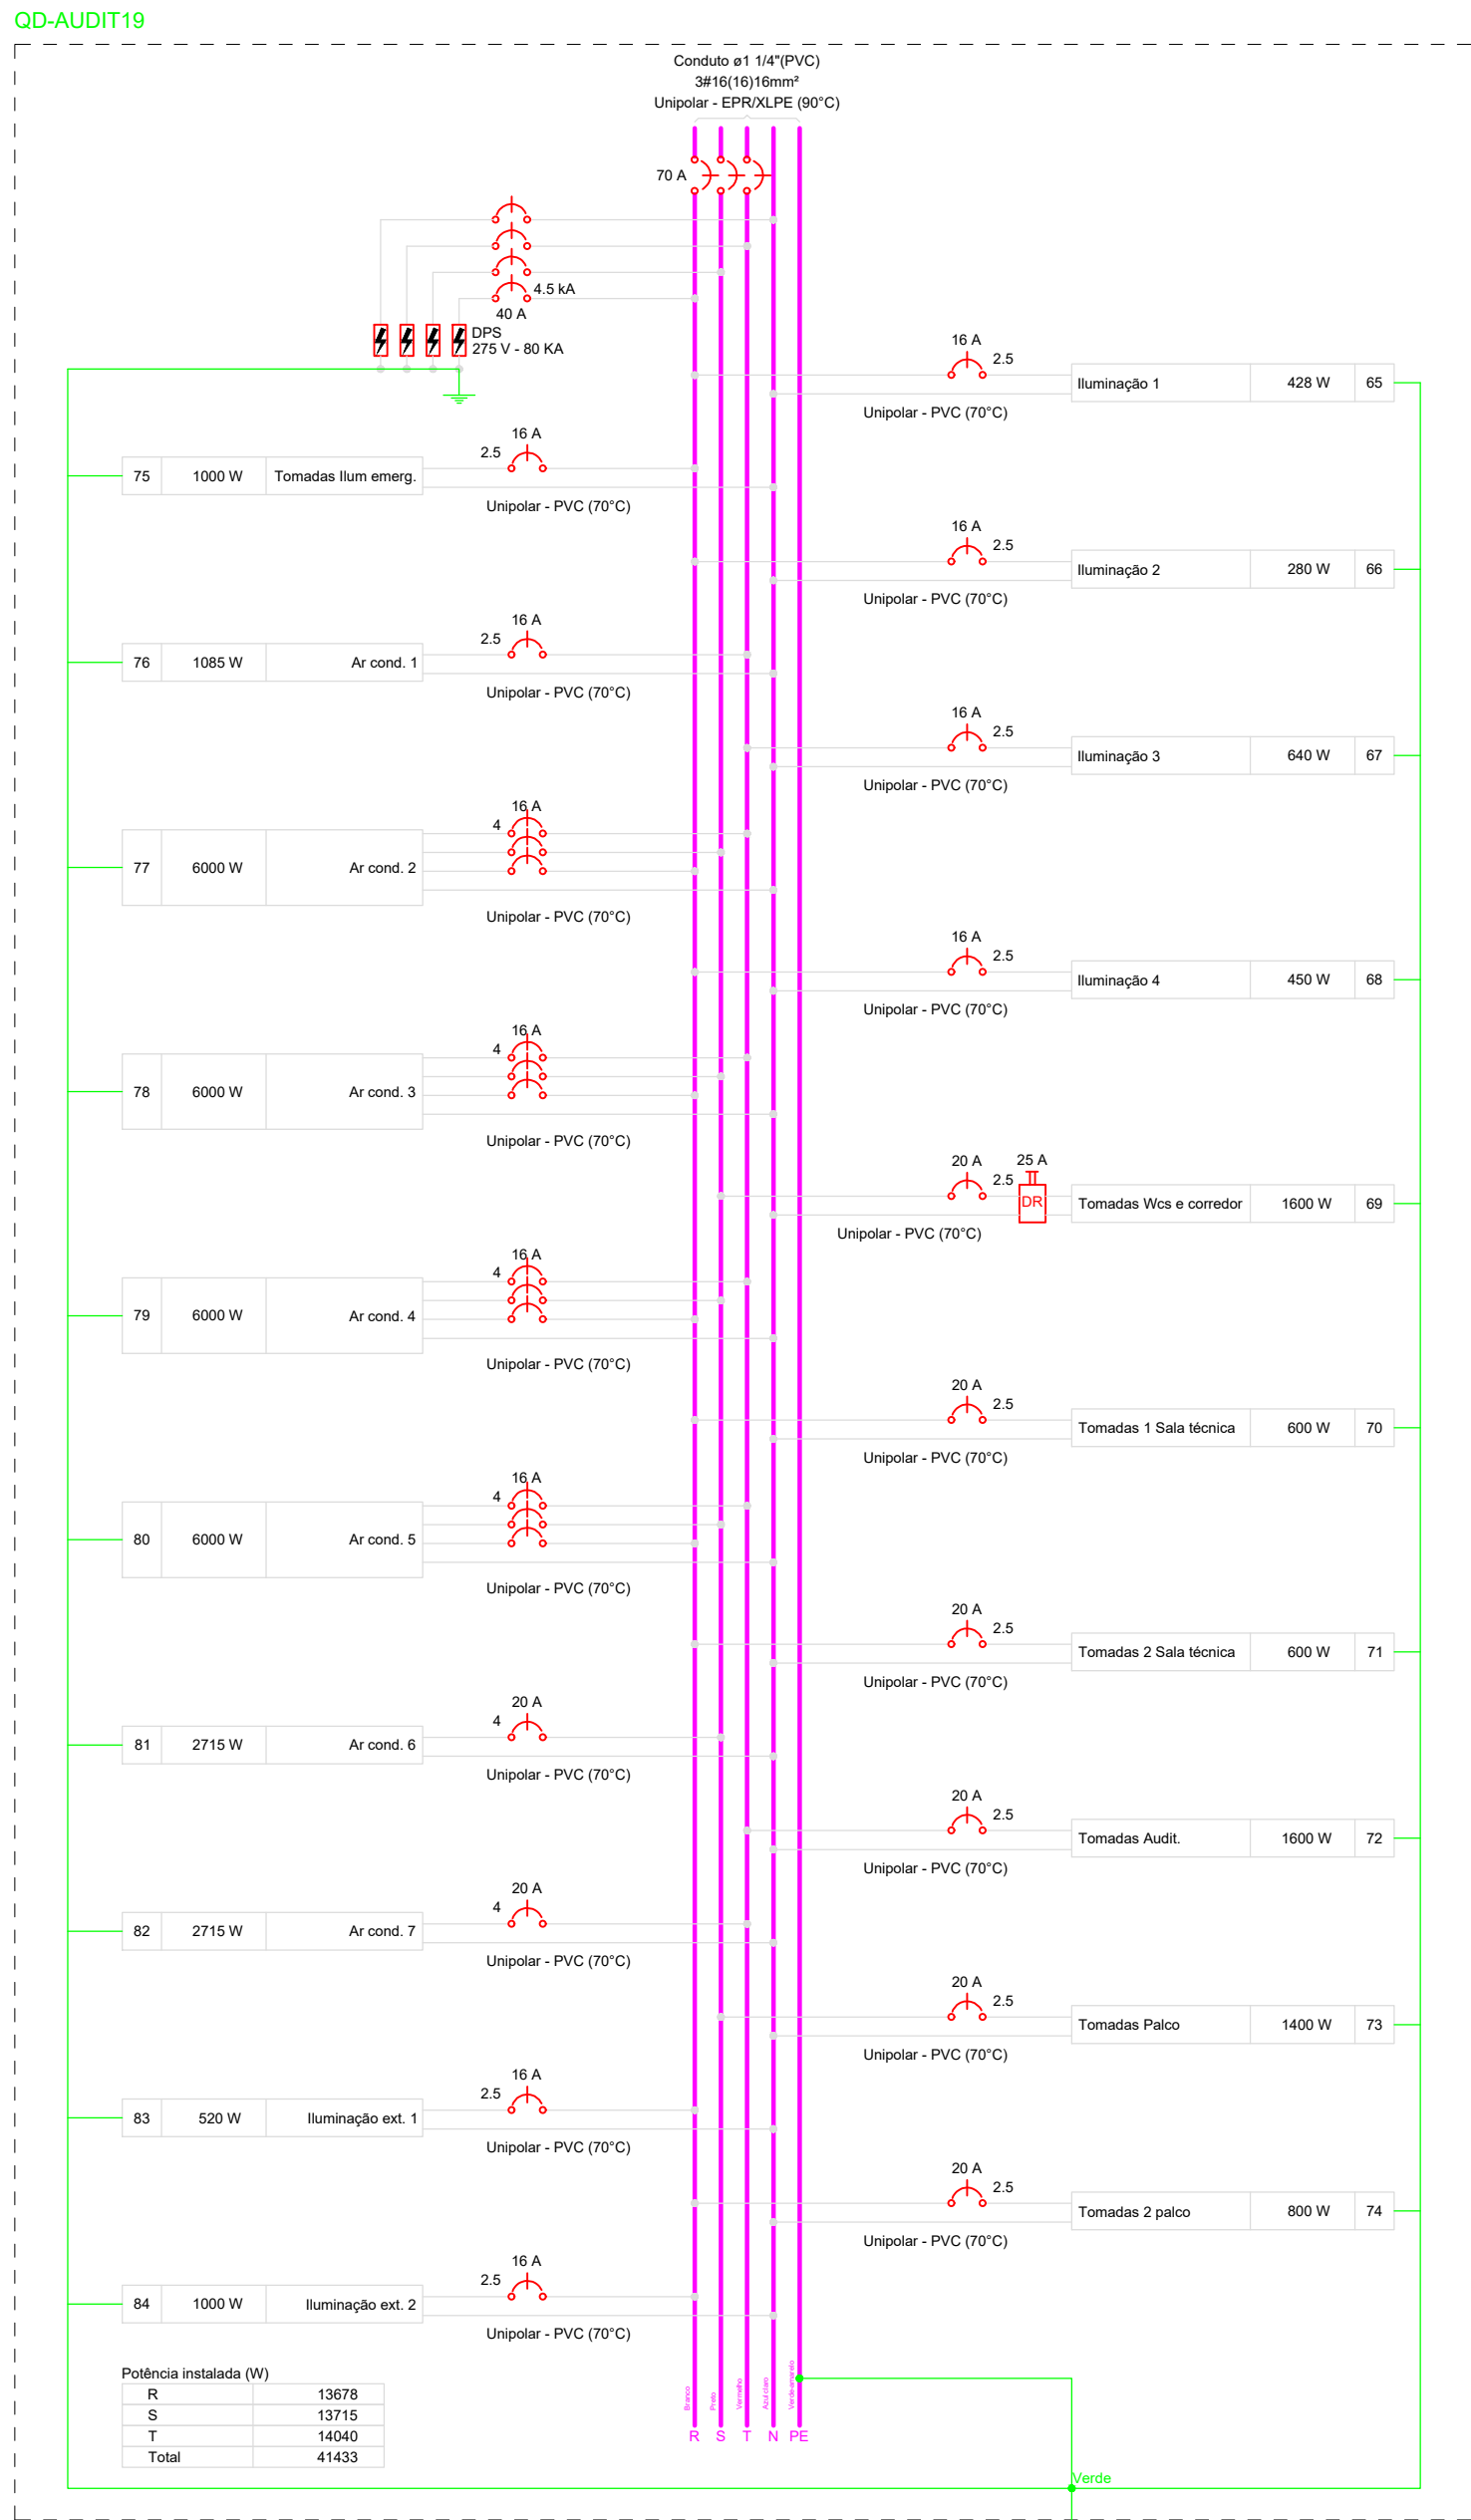 QD-AUDIT19
Conduto ø1 1/4"(PVC)
3#16(16)16mm²
Unipolar - EPR/XLPE (90°C)
70 A
4.5 kA
40 A
DPS
275 V - 80 KA
16 A
2.5
Iluminação 1 428 W 65
Unipolar - PVC (70°C)
16 A
2.5
75 1000 W Tomadas Ilum emerg.
Unipolar - PVC (70°C)
16 A
2.5
Iluminação 2 280 W 66
Unipolar - PVC (70°C)
16 A
2.5
76 1085 W Ar cond. 1
Unipolar - PVC (70°C)
16 A
2.5
Iluminação 3 640 W 67
Unipolar - PVC (70°C)
16 A
4
77 6000 W Ar cond. 2
Unipolar - PVC (70°C)
16 A
2.5
Iluminação 4 450 W 68
Unipolar - PVC (70°C)
16 A
4
78 6000 W Ar cond. 3
Unipolar - PVC (70°C)
20 A 25 A
2.5
DR
Tomadas Wcs e corredor 1600 W 69
Unipolar - PVC (70°C)
16 A
4
79 6000 W Ar cond. 4
Unipolar - PVC (70°C)
20 A
2.5
Tomadas 1 Sala técnica 600 W 70
Unipolar - PVC (70°C)
16 A
4
80 6000 W Ar cond. 5
Unipolar - PVC (70°C)
20 A
2.5
Tomadas 2 Sala técnica 600 W 71
Unipolar - PVC (70°C)
20 A
4
81 2715 W Ar cond. 6
Unipolar - PVC (70°C)
20 A
2.5
Tomadas Audit. 1600 W 72
Unipolar - PVC (70°C)
20 A
4
82 2715 W Ar cond. 7
Unipolar - PVC (70°C)
20 A
2.5
Tomadas Palco 1400 W 73
Unipolar - PVC (70°C)
16 A
2.5
83 520 W Iluminação ext. 1
Unipolar - PVC (70°C)
20 A
2.5
Tomadas 2 palco 800 W 74
Unipolar - PVC (70°C)
16 A
2.5
84 1000 W Iluminação ext. 2
Unipolar - PVC (70°C)
Potência instalada (W)
R 13678
S 13715
T 14040
Total 41433
Branco
Preto
Vermelho
Azul claro
Verde-amarelo
R S T N PE
Verde